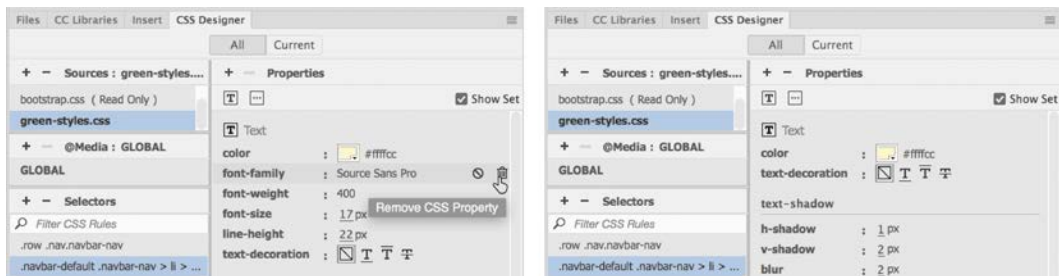 Files CC Libraries Insert CSS Designer
All Current
+ − Sources : green-styles....
bootstrap.css ( Read Only )
green-styles.css
+ − @Media : GLOBAL
GLOBAL
+ − Selectors
Filter CSS Rules
.row .nav.navbar-nav
.navbar-default .navbar-nav > li > ...
+ − Properties
T Show Set
T Text
color : #ffffcc
font-family : Source Sans Pro
font-weight : 400
Remove CSS Property
font-size : 17 px
line-height : 22 px
text-decoration : T T T
Files CC Libraries Insert CSS Designer
All Current
+ − Sources : green-styles....
bootstrap.css ( Read Only )
green-styles.css
+ − @Media : GLOBAL
GLOBAL
+ − Selectors
Filter CSS Rules
.row .nav.navbar-nav
.navbar-default .navbar-nav > li > ...
+ − Properties
T Show Set
T Text
color : #ffffcc
text-decoration : T T T
text-shadow
h-shadow : 1 px
v-shadow : 2 px
blur : 2 px